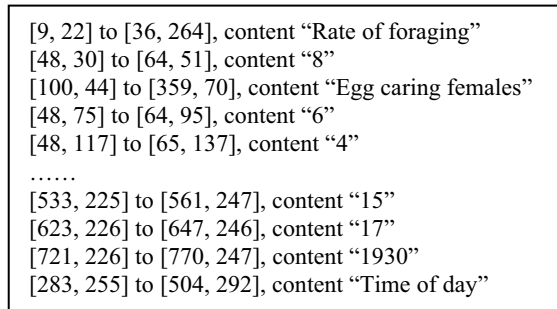 [9, 22] to [36, 264], content “Rate of foraging”
[48, 30] to [64, 51], content “8”
[100, 44] to [359, 70], content “Egg caring females”
[48, 75] to [64, 95], content “6”
[48, 117] to [65, 137], content “4”
……
[533, 225] to [561, 247], content “15”
[623, 226] to [647, 246], content “17”
[721, 226] to [770, 247], content “1930”
[283, 255] to [504, 292], content “Time of day”